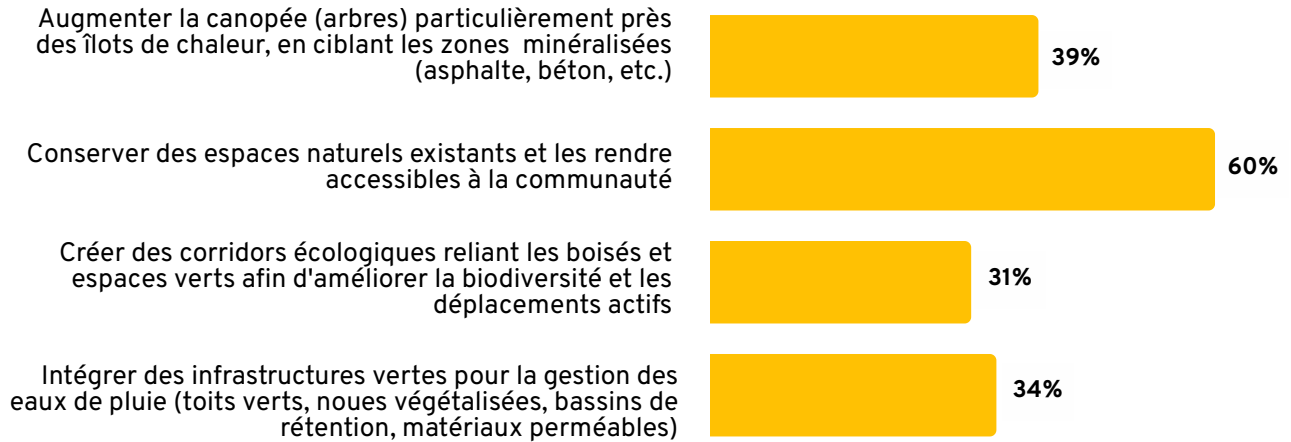 Augmenter la canopée (arbres) particulièrement près
des îlots de chaleur, en ciblant les zones minéralisées
(asphalte, béton, etc.)
39%
Conserver des espaces naturels existants et les rendre
accessibles à la communauté
60%
Créer des corridors écologiques reliant les boisés et
espaces verts afin d'améliorer la biodiversité et les
déplacements actifs
31%
Intégrer des infrastructures vertes pour la gestion des
eaux de pluie (toits verts, noues végétalisées, bassins de
rétention, matériaux perméables)
34%